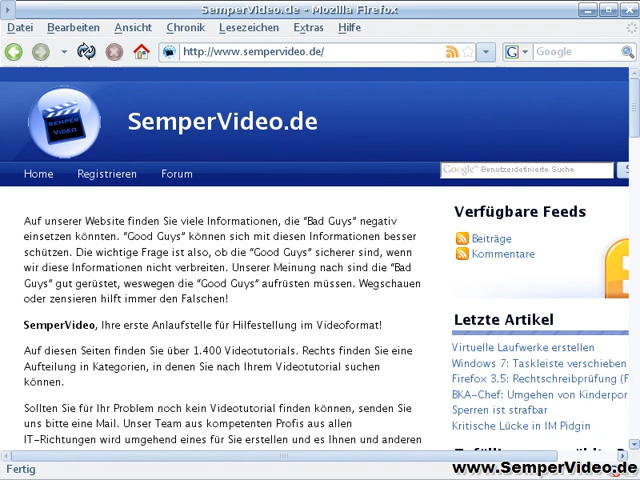 SemperVideo.de - Mozilla Firefox
Datei Bearbeiten Ansicht Chronik Lesezeichen Extras Hilfe
http://www.sempervideo.de/ Google
SEMPER
VIDEO
SemperVideo.de
Home Registrieren Forum
Google Benutzerdefinierte Suche
Auf unserer Website finden Sie viele Informationen, die "Bad Guys" negativ
einsetzen könnten. "Good Guys" können sich mit diesen Informationen besser
schützen. Die wichtige Frage ist also, ob die "Good Guys" sicherer sind, wenn
wir diese Informationen nicht verbreiten. Unserer Meinung nach sind die "Bad
Guys" gut gerüstet, weswegen die "Good Guys" aufrüsten müssen. Wegschauen
oder zensieren hilft immer den Falschen!
SemperVideo, Ihre erste Anlaufstelle für Hilfestellung im Videoformat!
Auf diesen Seiten finden Sie über 1.400 Videotutorials. Rechts finden Sie eine
Aufteilung in Kategorien, in denen Sie nach Ihrem Videotutorial suchen
können.
Sollten Sie für Ihr Problem noch kein Videotutorial finden können, senden Sie
uns bitte eine Mail. Unser Team aus kompetenten Profis aus allen
IT-Richtungen wird umgehend eines für Sie erstellen und es Ihnen und anderen
Verfügbare Feeds
Beiträge
Kommentare
Letzte Artikel
Virtuelle Laufwerke erstellen
Windows 7: Taskleiste verschieben
Firefox 3.5: Rechtschreibprüfung (F
BKA-Chef: Umgehen von Kinderpor
Sperren ist strafbar
Kritische Lücke in IM Pidgin
Fertig
www.SemperVideo.de